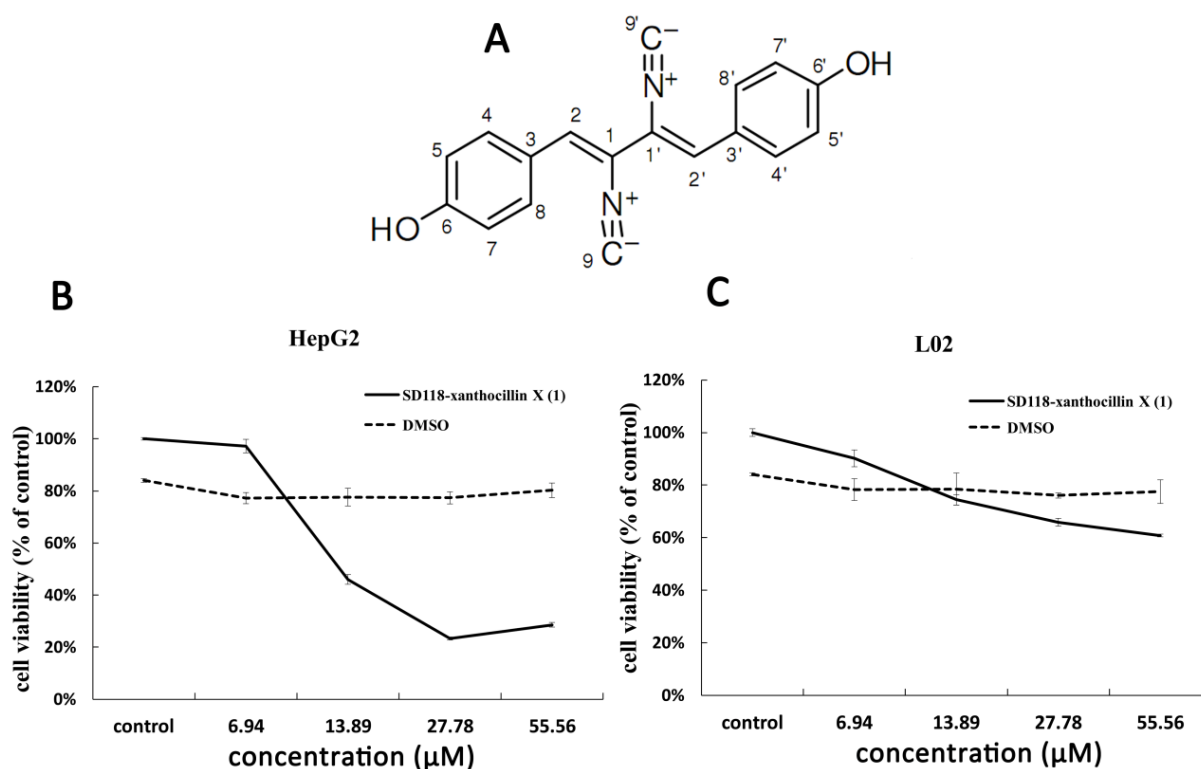 A
9'
C−
N+
7'
8'
6'
OH
5'
4'
3'
2'
1'
1
2
3
4
5
6
HO
7
8
N+
9
C−
B
HepG2
120%
100%
80%
60%
40%
20%
0%
cell viability (% of control)
SD118-xanthocillin X (1)
DMSO
control 6.94 13.89 27.78 55.56
concentration (μM)
C
L02
120%
100%
80%
60%
40%
20%
0%
cell viability (% of control)
SD118-xanthocillin X (1)
DMSO
control 6.94 13.89 27.78 55.56
concentration (μM)